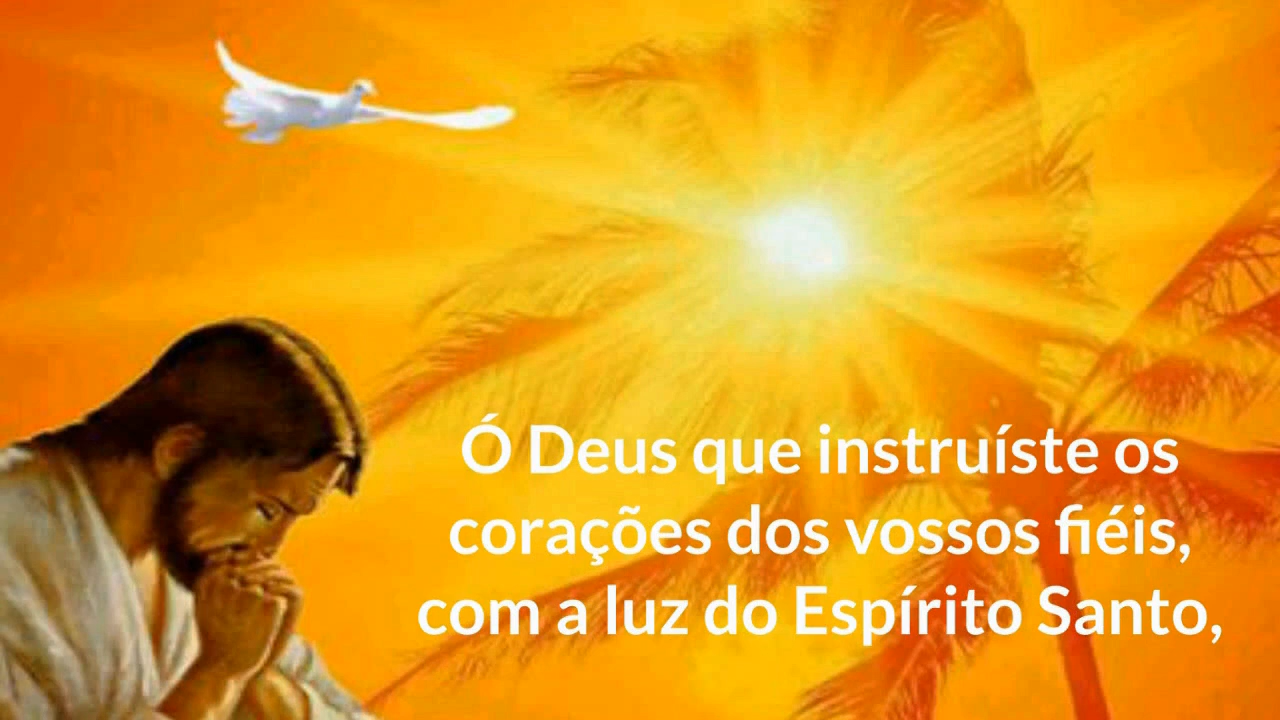 Ó Deus que instruíste os
corações dos vossos fiéis,
com a luz do Espírito Santo,